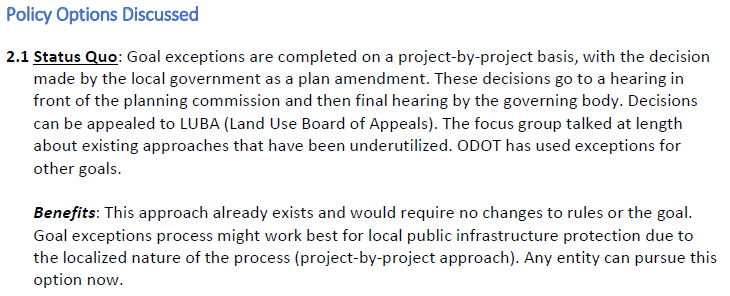 Policy Options Discussed
2.1 Status Quo: Goal exceptions are completed on a project-by-project basis, with the decision
made by the local government as a plan amendment. These decisions go to a hearing in
front of the planning commission and then final hearing by the governing body. Decisions
can be appealed to LUBA (Land Use Board of Appeals). The focus group talked at length
about existing approaches that have been underutilized. ODOT has used exceptions for
other goals.
Benefits: This approach already exists and would require no changes to rules or the goal.
Goal exceptions process might work best for local public infrastructure protection due to
the localized nature of the process (project-by-project approach). Any entity can pursue this
option now.